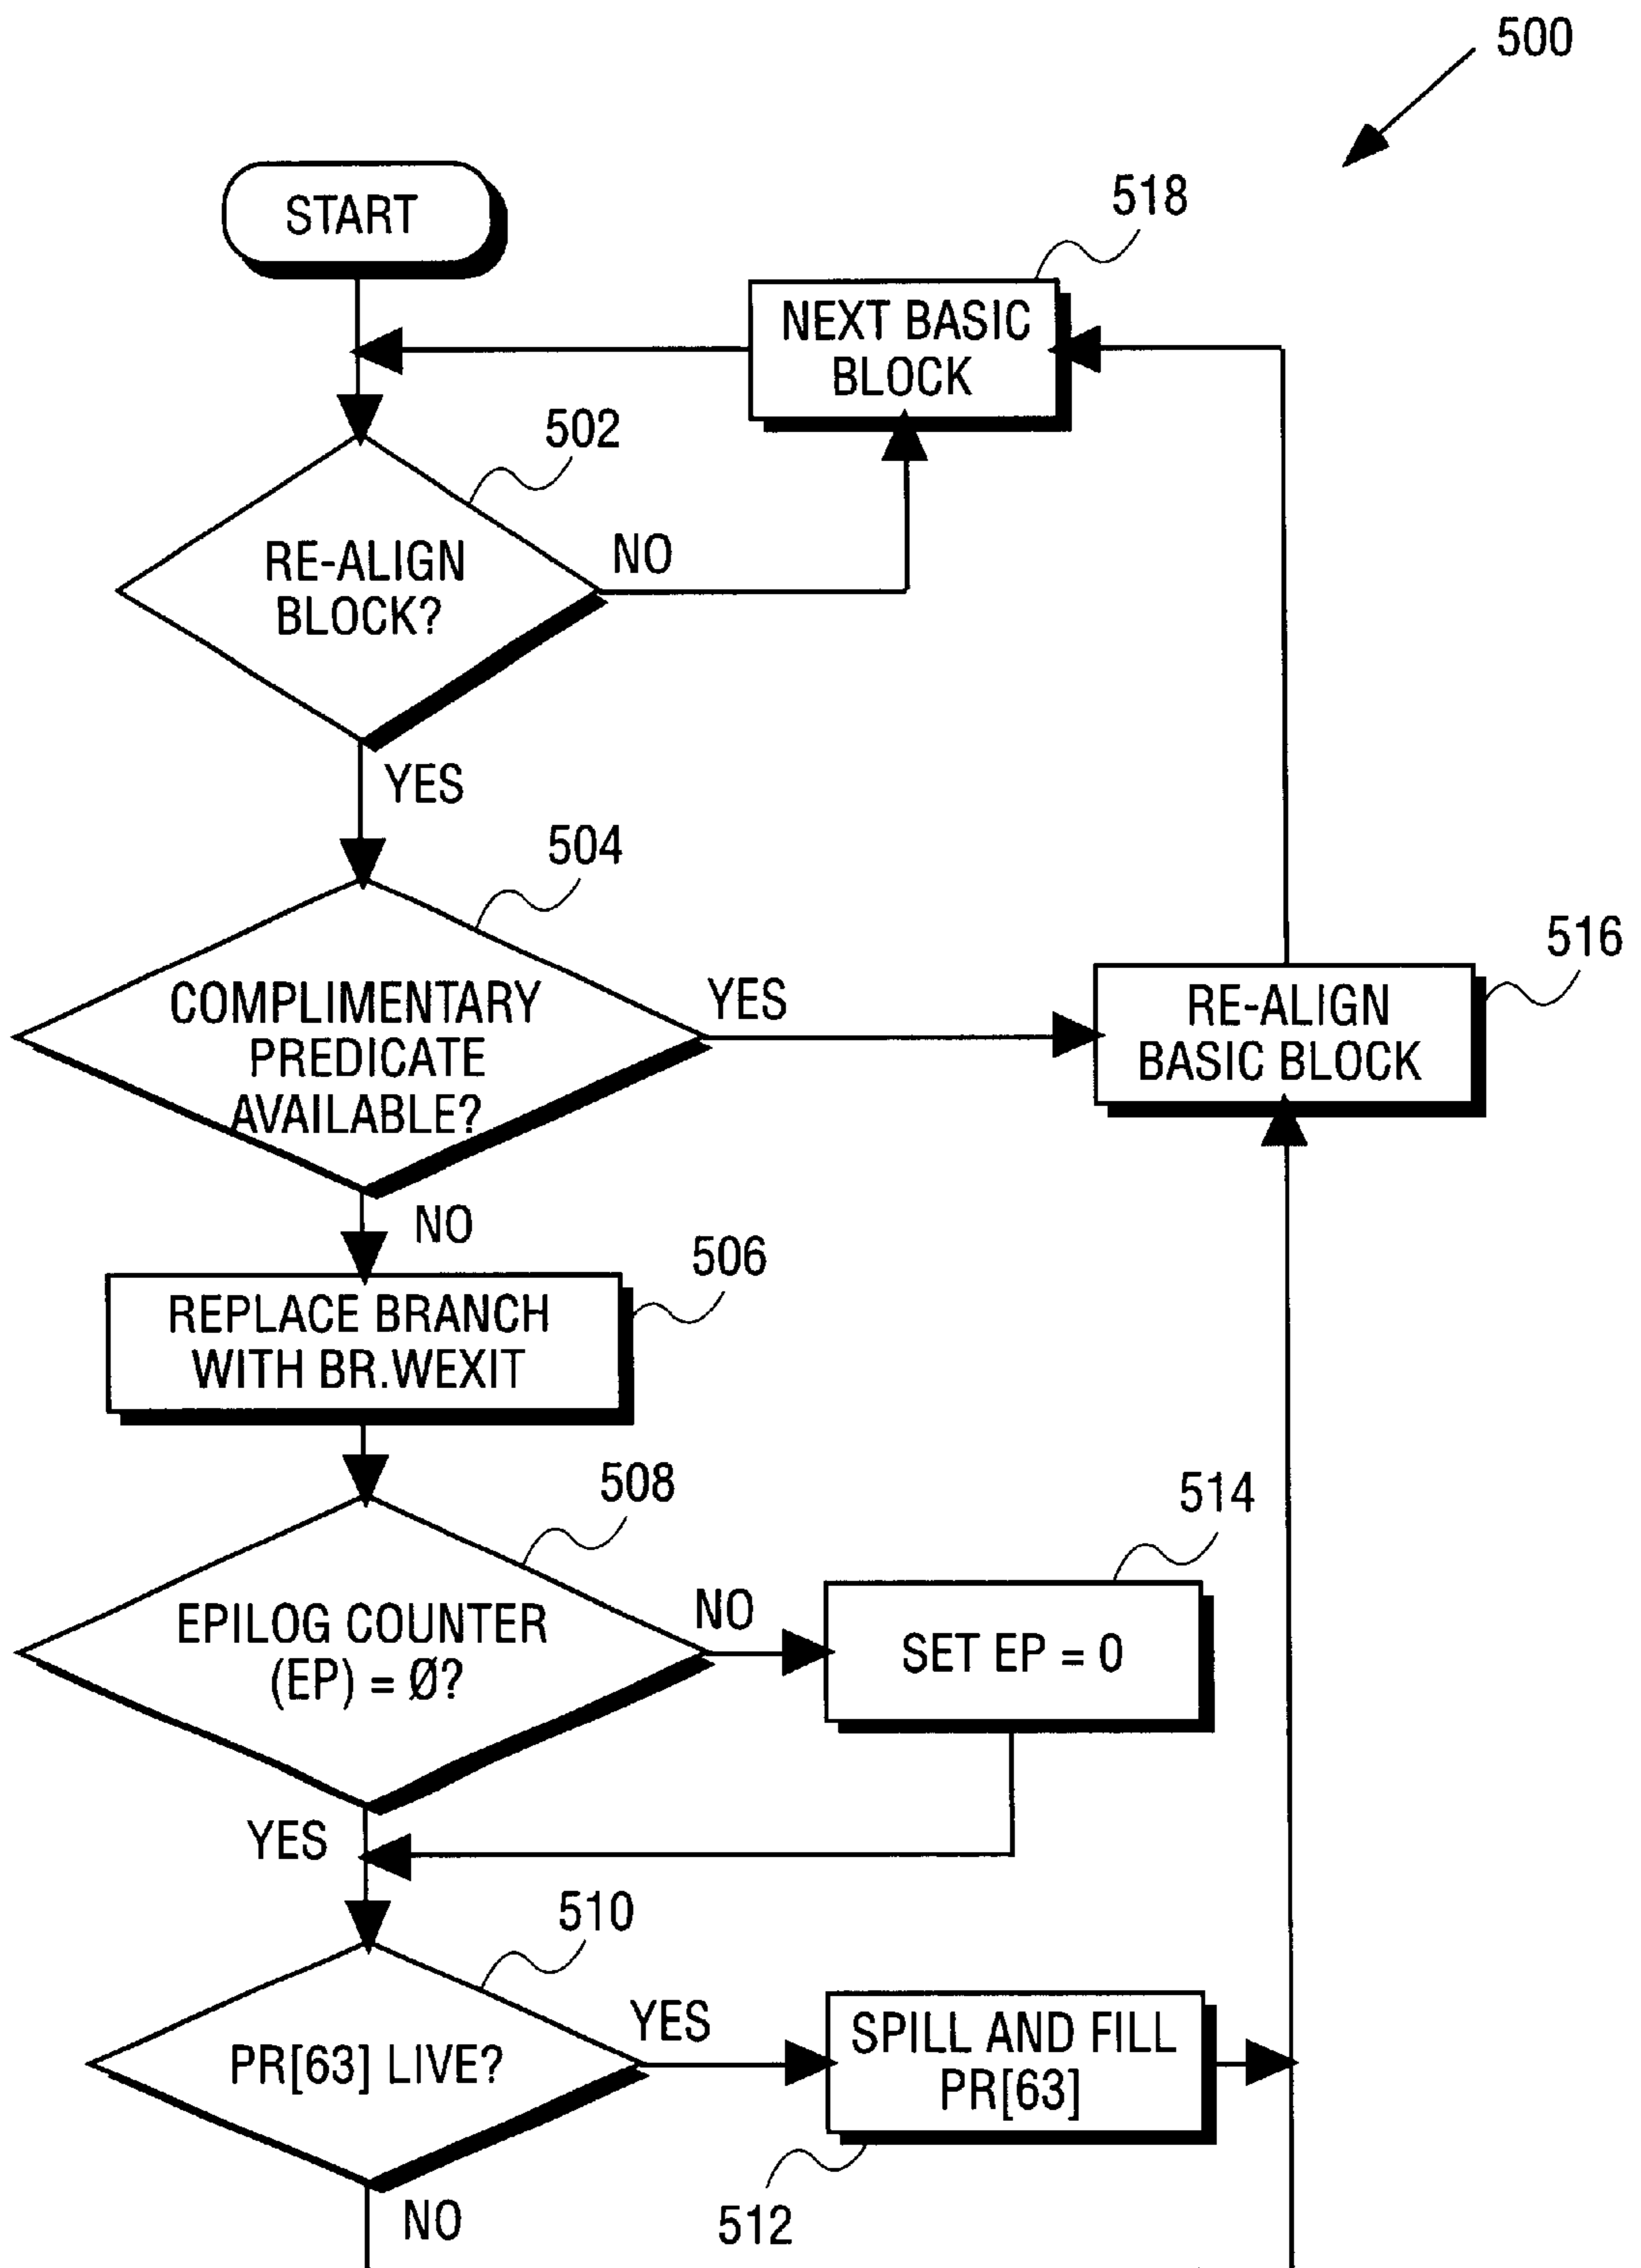 500
START
518
NEXT BASIC
BLOCK
502
RE-ALIGN
BLOCK?
NO
YES
504
COMPLIMENTARY
PREDICATE
AVAILABLE?
YES
516
RE-ALIGN
BASIC BLOCK
NO
506
REPLACE BRANCH
WITH BR.WEXIT
508
EPILOG COUNTER
(EP) = Ø?
NO
514
SET EP = 0
YES
510
PR[63] LIVE?
YES
SPILL AND FILL
PR[63]
512
NO